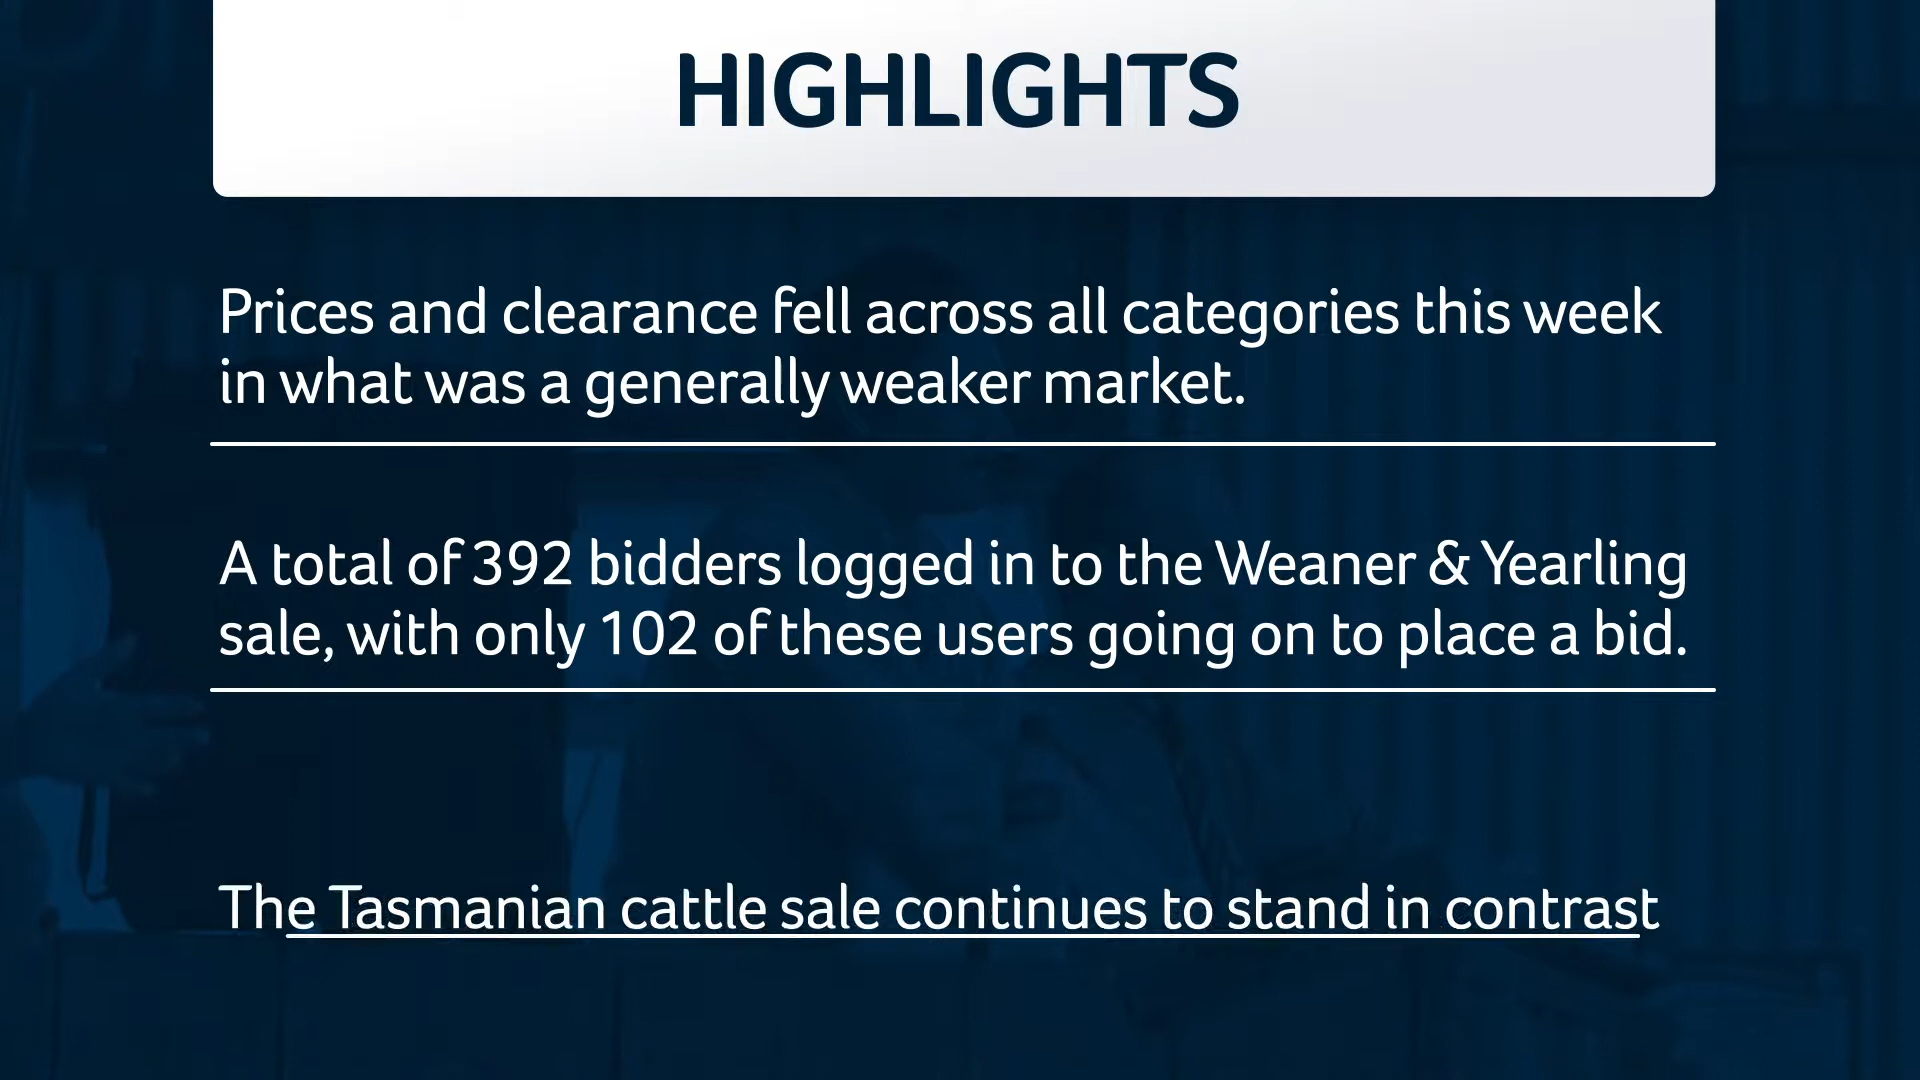 HIGHLIGHTS
Prices and clearance fell across all categories this week
in what was a generally weaker market.
A total of 392 bidders logged in to the Weaner & Yearling
sale, with only 102 of these users going on to place a bid.
The Tasmanian cattle sale continues to stand in contrast